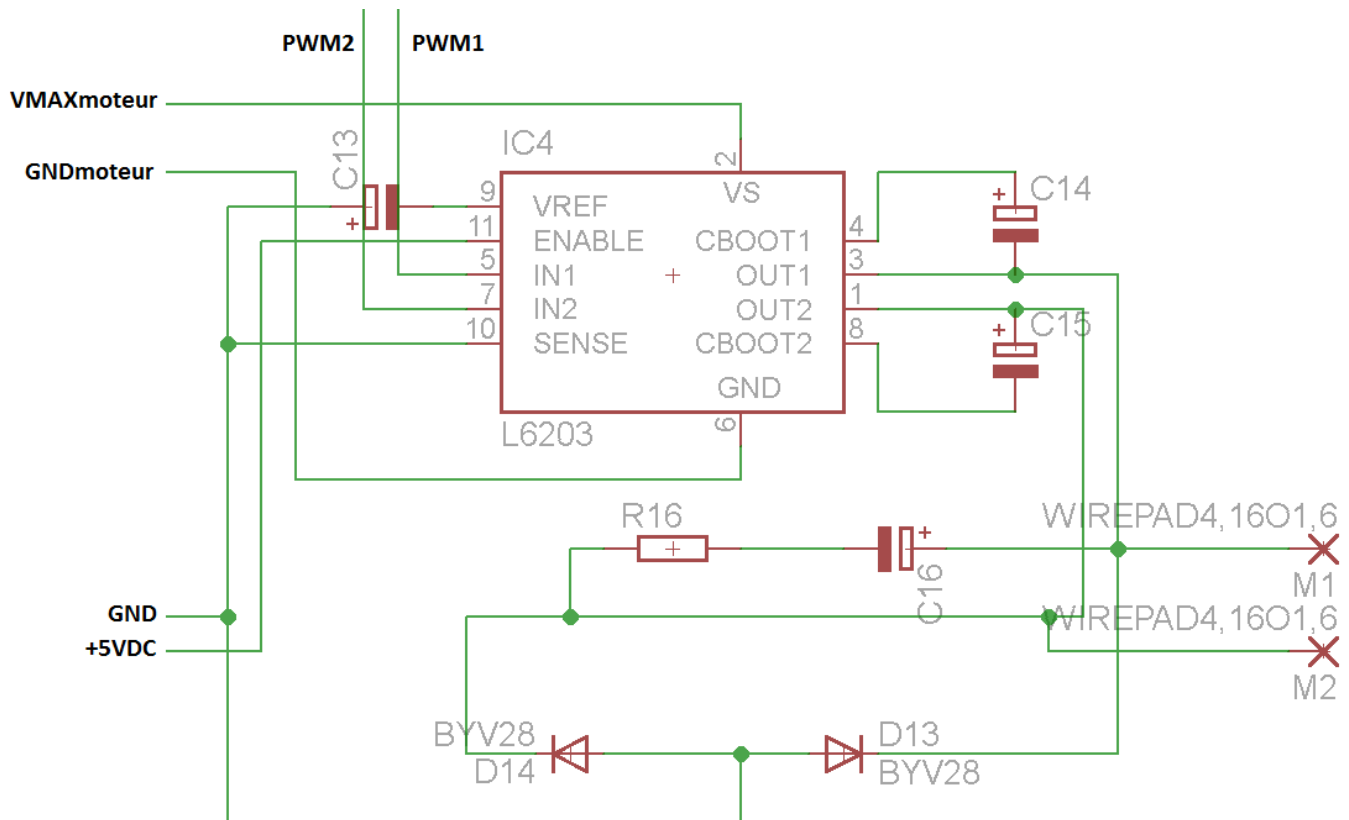 PWM2
PWM1
VMAXmoteur
GNDmoteur
C13
IC4
2
VS
9
VREF
11
ENABLE
CBOOT1
4
5
IN1
OUT1
3
7
IN2
OUT2
1
10
SENSE
CBOOT2
8
GND
6
L6203
+
C14
+
C15
+
+
R16
+
C16
WIREPAD4,16O1,6
M1
WIREPAD4,16O1,6
M2
GND
+5VDC
BYV28
D14
D13
BYV28